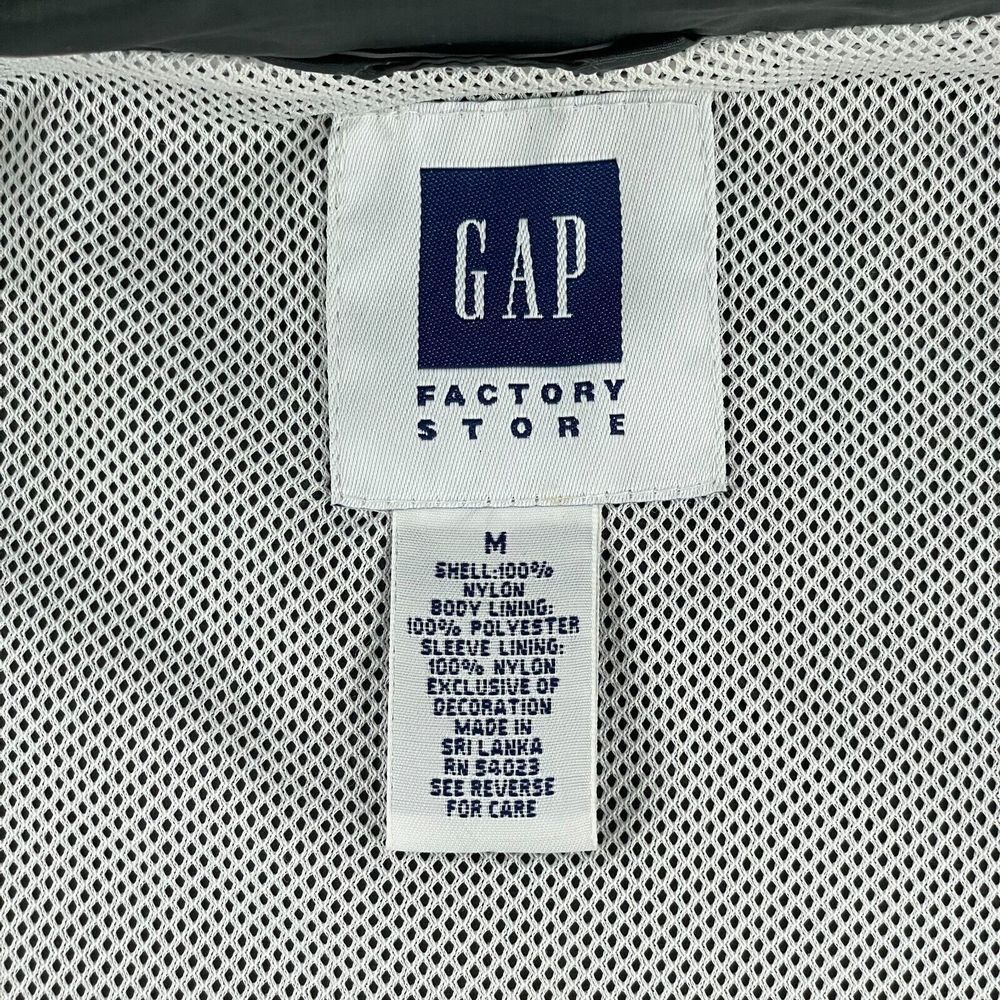 GAP
FACTORY
STORE
M
SHELL:100%
NYLON
BODY LINING:
100% POLYESTER
SLEEVE LINING:
100% NYLON
EXCLUSIVE OF
DECORATION
MADE IN
SRI LANKA
RN 54023
SEE REVERSE
FOR CARE